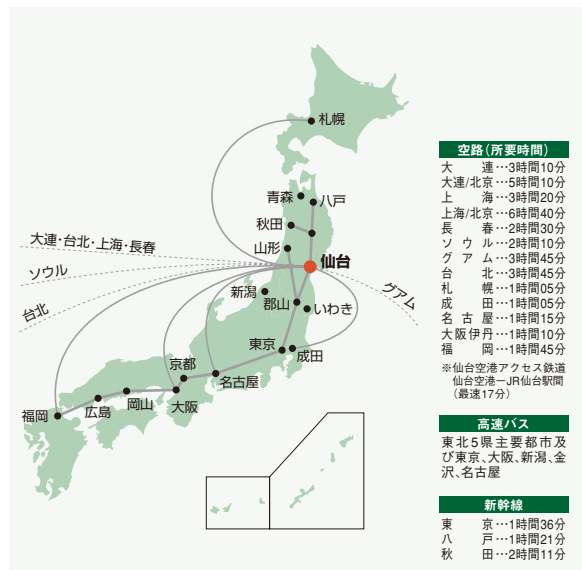 札幌
青森
八戸
秋田
山形
仙台
大連・台北・上海・長春
ソウル
台北
グアム
新潟
郡山
いわき
東京
成田
京都
名古屋
大阪
岡山
広島
福岡
空路(所要時間)
大連…3時間10分
大連/北京…5時間10分
上海…3時間20分
上海/北京…6時間40分
長春…2時間30分
ソウル…2時間10分
グアム…3時間45分
台北…3時間45分
札幌…1時間05分
成田…1時間05分
名古屋…1時間15分
大阪伊丹…1時間10分
福岡…1時間45分
※仙台空港アクセス鉄道
仙台空港ーJR仙台駅間
(最速17分)
高速バス
東北5県主要都市及
び東京、大阪、新潟、金
沢、名古屋
新幹線
東京…1時間36分
八戸…1時間21分
秋田…2時間11分